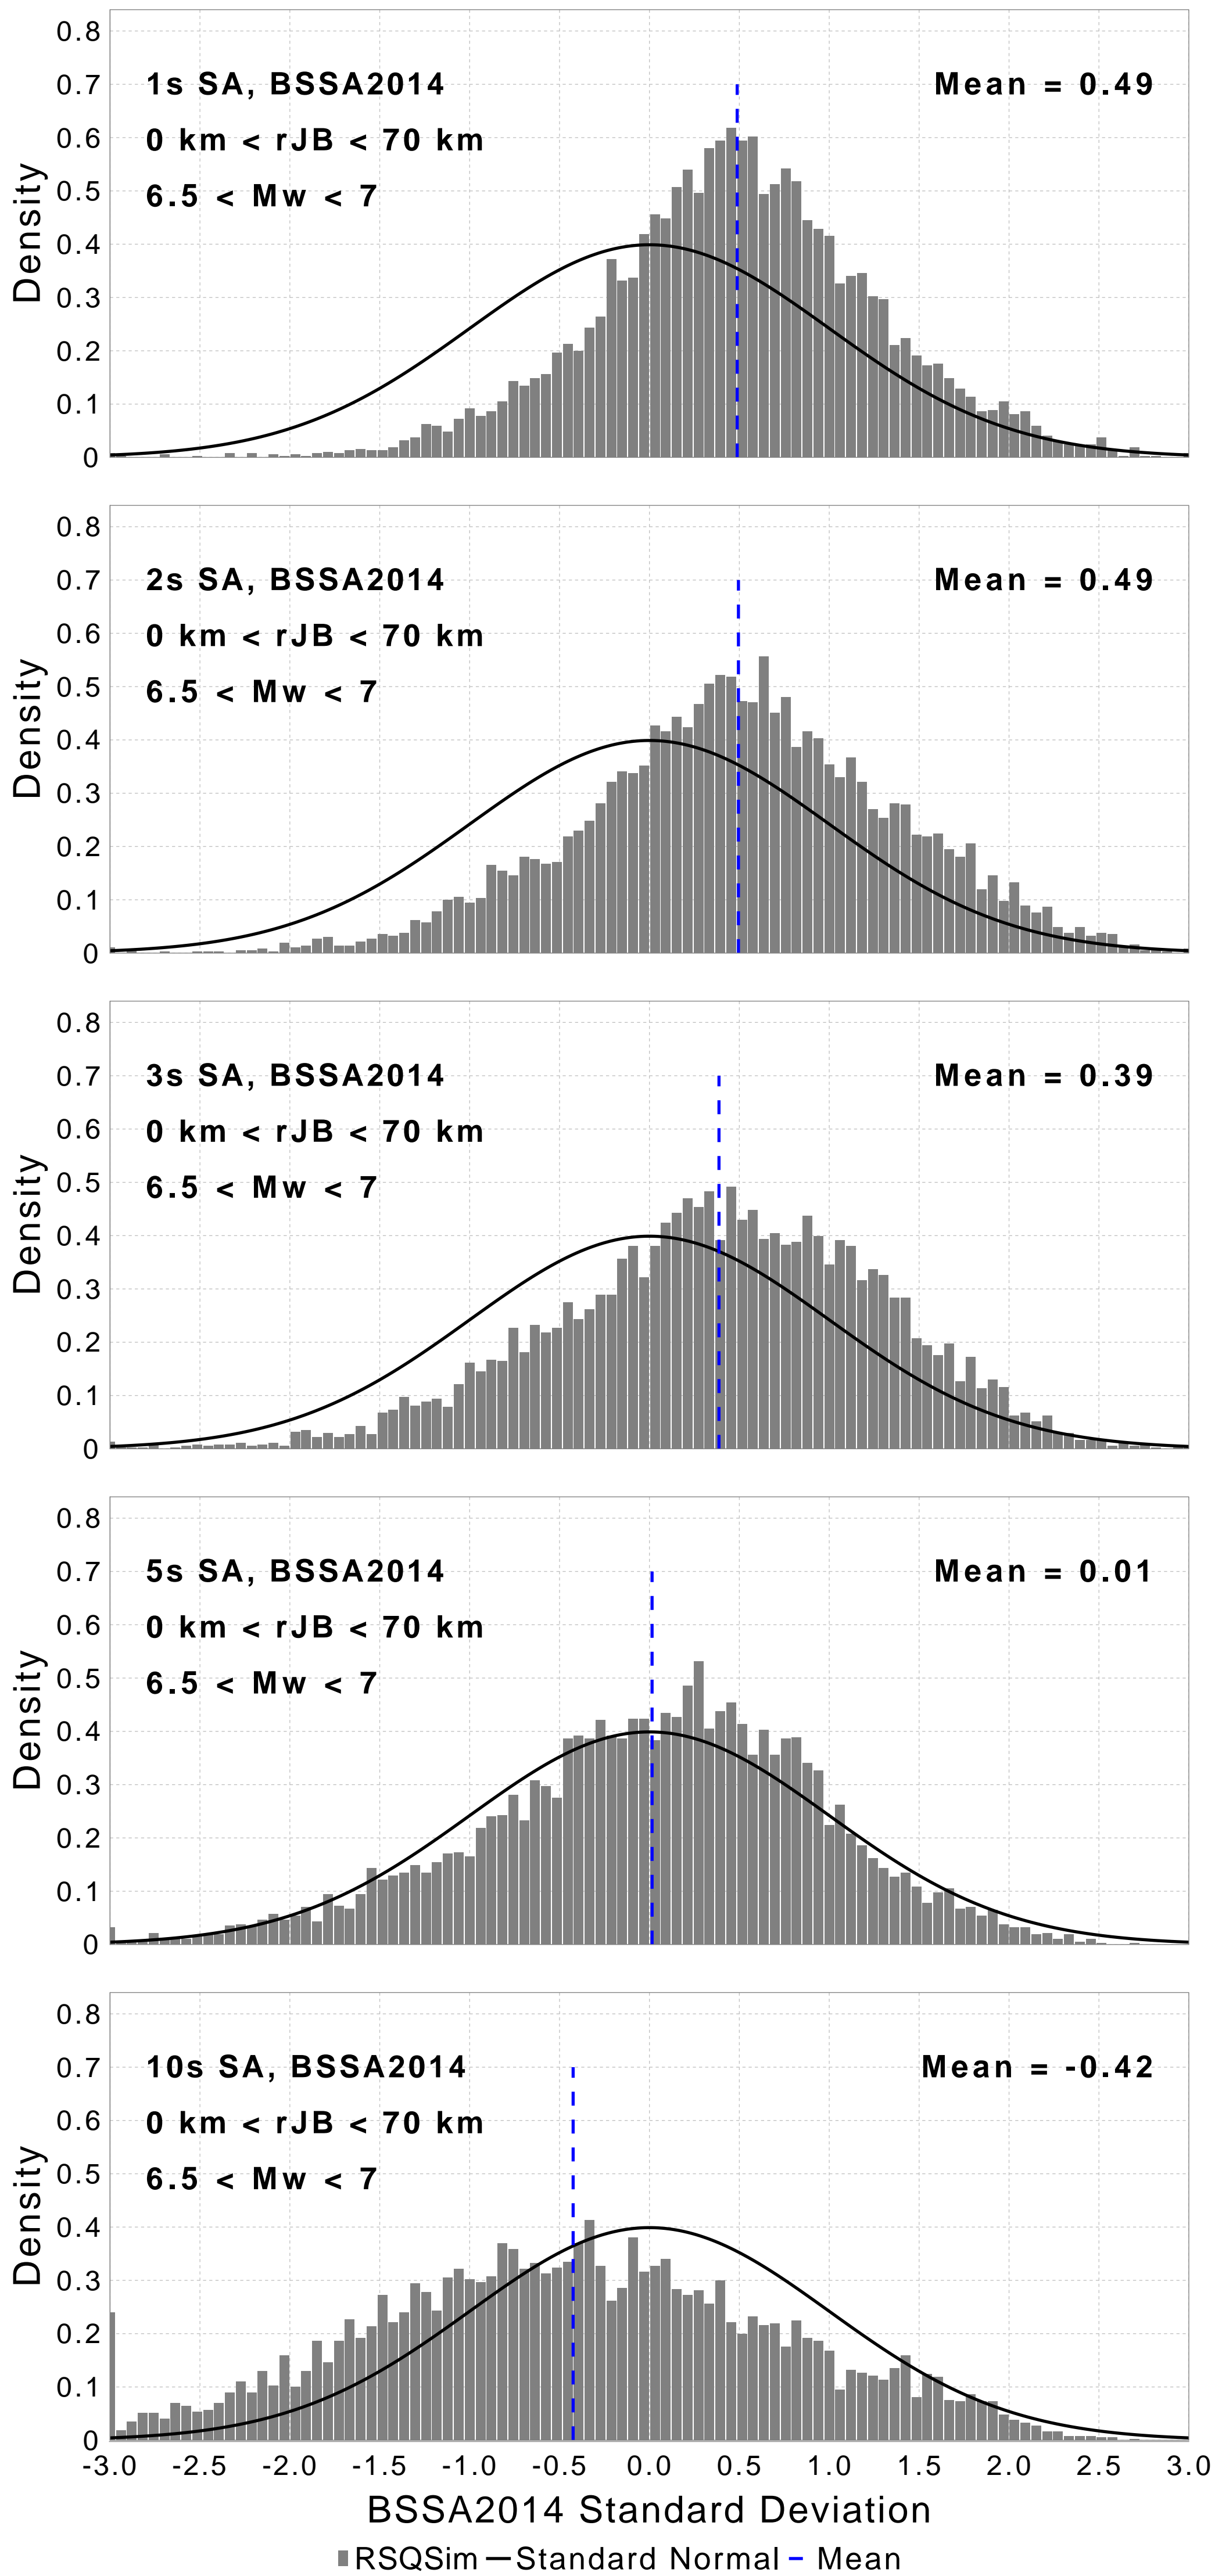 0.8
0.7
0.6
0.5
0.4
0.3
0.2
0.1
0
Density
1s SA, BSSA2014
Mean = 0.49
0 km < rJB < 70 km
6.5 < Mw < 7
0.8
0.7
0.6
0.5
0.4
0.3
0.2
0.1
0
Density
2s SA, BSSA2014
Mean = 0.49
0 km < rJB < 70 km
6.5 < Mw < 7
0.8
0.7
0.6
0.5
0.4
0.3
0.2
0.1
0
Density
3s SA, BSSA2014
Mean = 0.39
0 km < rJB < 70 km
6.5 < Mw < 7
0.8
0.7
0.6
0.5
0.4
0.3
0.2
0.1
0
Density
5s SA, BSSA2014
Mean = 0.01
0 km < rJB < 70 km
6.5 < Mw < 7
0.8
0.7
0.6
0.5
0.4
0.3
0.2
0.1
0
Density
10s SA, BSSA2014
Mean = -0.42
0 km < rJB < 70 km
6.5 < Mw < 7
-3.0 -2.5 -2.0 -1.5 -1.0 -0.5 0.0 0.5 1.0 1.5 2.0 2.5 3.0
BSSA2014 Standard Deviation
RSQSim Standard Normal Mean